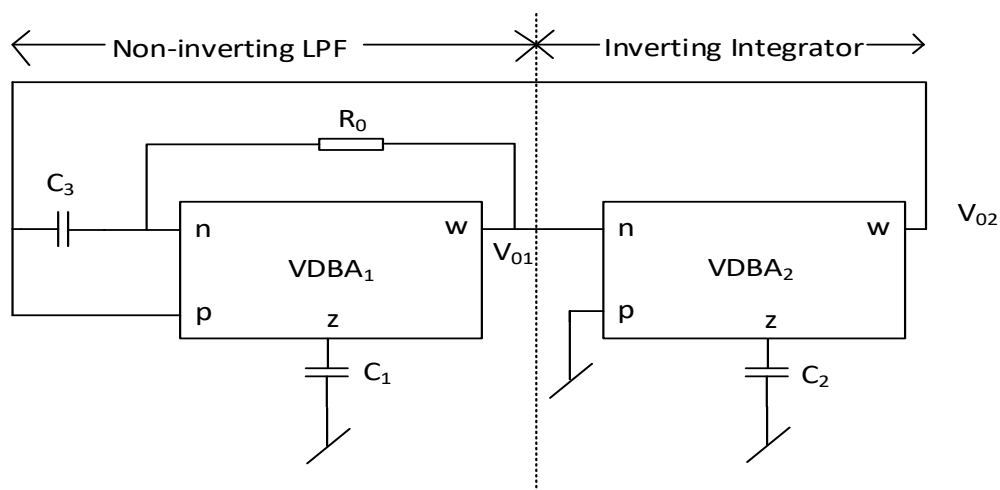 Non-inverting LPF
Inverting Integrator
R₀
C₃
n
w
V₀₁
VDBA₁
p
z
C₁
n
w
V₀₂
VDBA₂
p
z
C₂